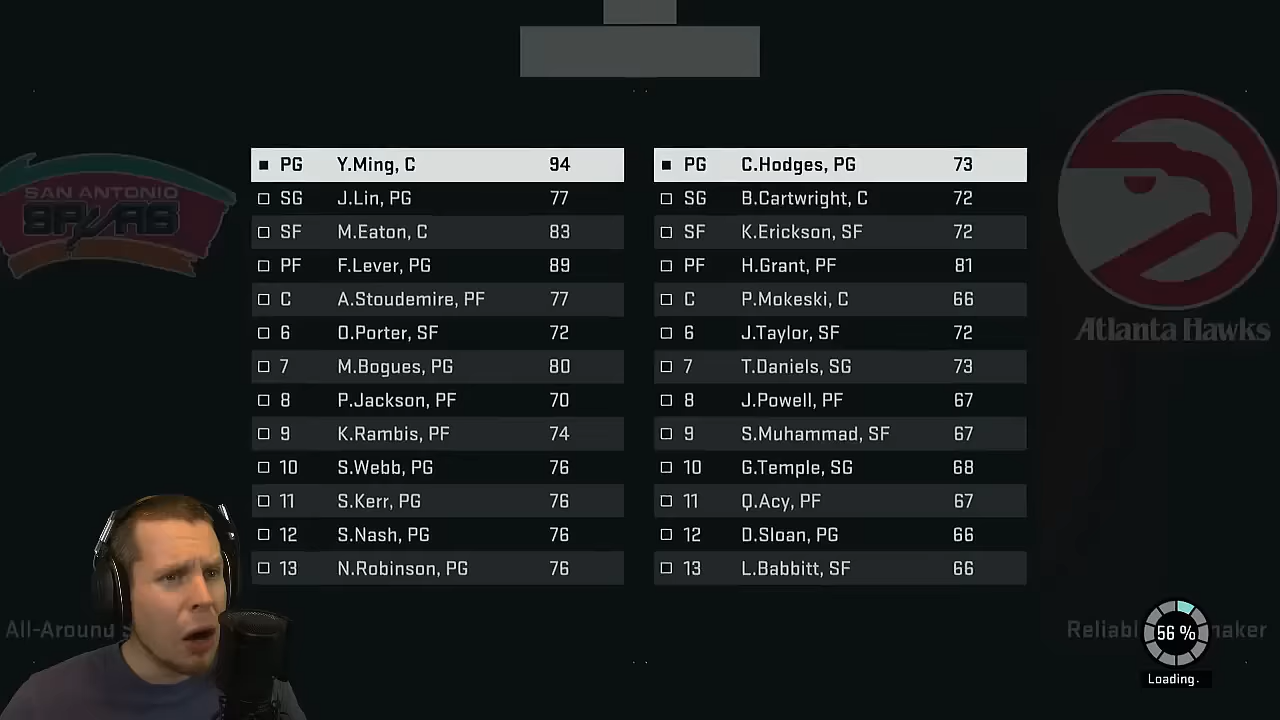 SAN ANTONIO
SPURS
PG Y.Ming, C 94
SG J.Lin, PG 77
SF M.Eaton, C 83
PF F.Lever, PG 89
C A.Stoudemire, PF 77
6 O.Porter, SF 72
7 M.Bogues, PG 80
8 P.Jackson, PF 70
9 K.Rambis, PF 74
10 S.Webb, PG 76
11 S.Kerr, PG 76
12 S.Nash, PG 76
13 N.Robinson, PG 76
PG C.Hodges, PG 73
SG B.Cartwright, C 72
SF K.Erickson, SF 72
PF H.Grant, PF 81
C P.Mokeski, C 66
6 J.Taylor, SF 72
7 T.Daniels, SG 73
8 J.Powell, PF 67
9 S.Muhammad, SF 67
10 G.Temple, SG 68
11 Q.Acy, PF 67
12 D.Sloan, PG 66
13 L.Babbitt, SF 66
Atlanta Hawks
All-Around
56 %
Loading.